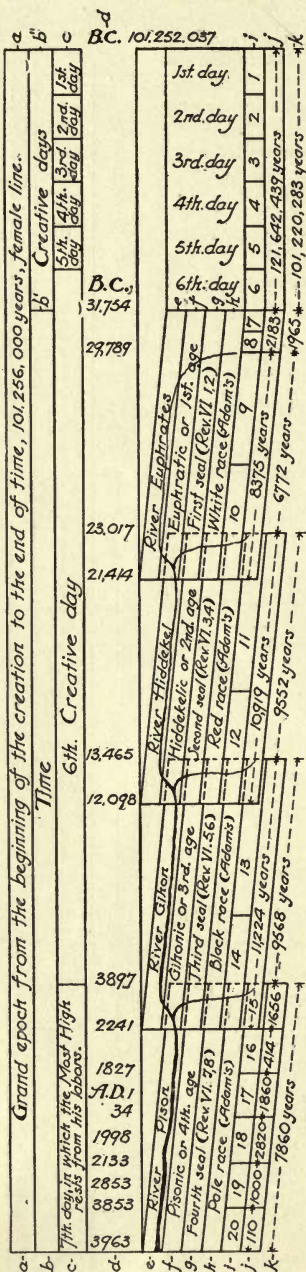 -a- Grand epoch from the beginning of the creation to the end of time, 101.256,000 years, female line. -a
-b- Time b' Creative days b"
-c- 7th. day, in which the Most High rests from his labors. 6th. Creative day 5th. day 4th. day 3rd. day 2nd. day 1st. day -c
-d- 3963 3853 2853 2133 1998 34 A.D.1 1827 2241 3897 12,098 13,465 21,414 23,017 29,789 B.C., 31,754 B.C. 101,252,037 -d
e- River Pison River Gihon River Hiddekel River Euphrates e
f- Pisonic or 4th. age Gihonic or 3rd. age Hiddekelic or 2nd. age Euphratic or 1st. age f
g- Fourth seal (Rev. VI. 7,8) Third seal (Rev. VI. 5,6) Second seal (Rev. VI. 3,4) First seal (Rev. VI. 1,2) g
h- Pale race (Adam's) Black race (Adam's) Red race (Adam's) White race (Adam's) h
6th. day 5th. day 4th. day 3rd. day 2nd. day 1st. day
20 19 18 17 16 15 14 13 12 11 10 9 8 7 6 5 4 3 2 1 -i
j- 110 1000 2820 1860 414 11,224 years 10,919 years 8375 years 2183 121,642,439 years j
k- 7860 years 1656 9568 years 9552 years 6772 years 1965 101,220,283 years k